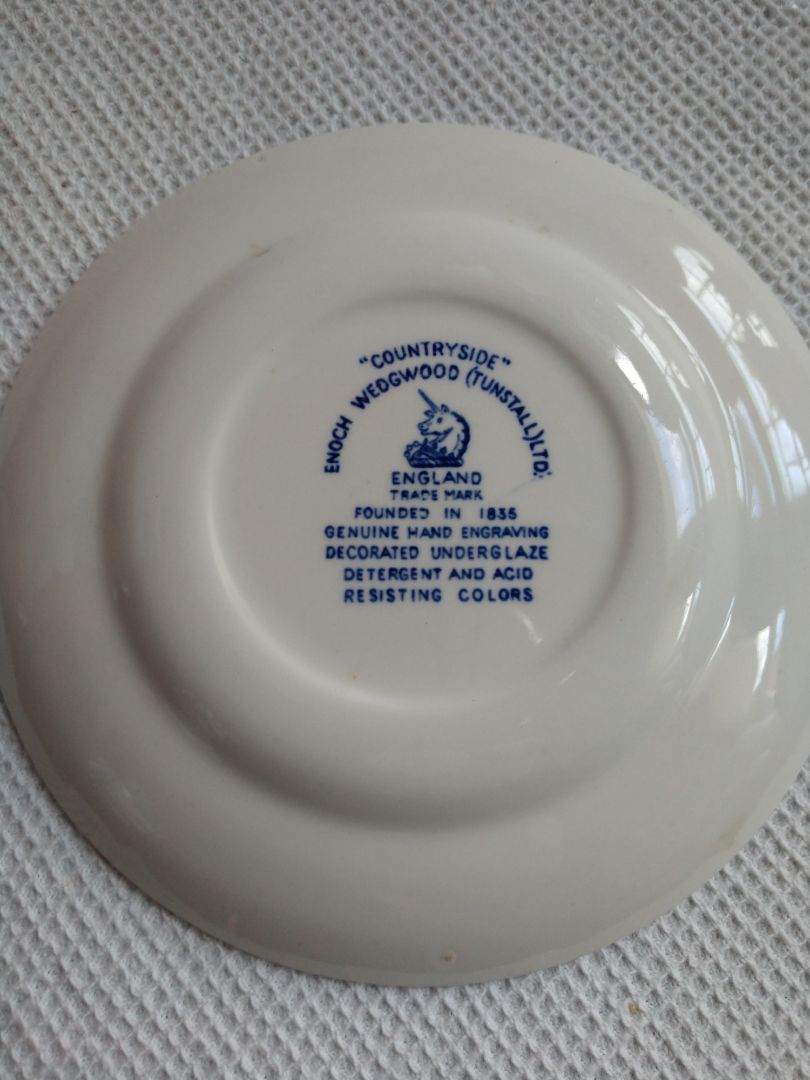 "COUNTRYSIDE"
ENOCH WEDGWOOD (TUNSTALL) LTD.
ENGLAND
TRADE MARK
FOUNDED IN 1835
GENUINE HAND ENGRAVING
DECORATED UNDERGLAZE
DETERGENT AND ACID
RESISTING COLORS